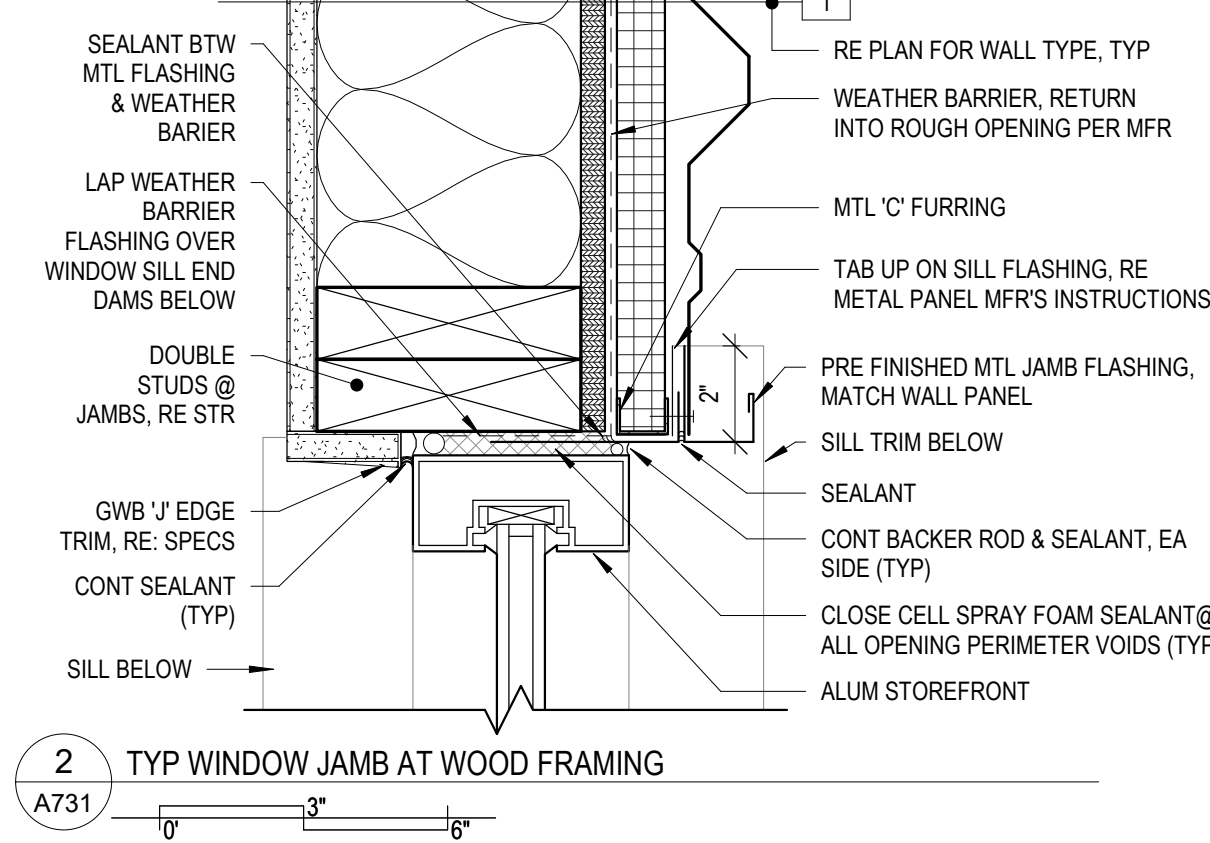 SEALANT BTW
MTL FLASHING
& WEATHER
BARIER
LAP WEATHER
BARRIER
FLASHING OVER
WINDOW SILL END
DAMS BELOW
DOUBLE
STUDS @
JAMBS, RE STR
GWB 'J' EDGE
TRIM, RE: SPECS
CONT SEALANT
(TYP)
SILL BELOW
1
RE PLAN FOR WALL TYPE, TYP
WEATHER BARRIER, RETURN
INTO ROUGH OPENING PER MFR
MTL 'C' FURRING
TAB UP ON SILL FLASHING, RE
METAL PANEL MFR'S INSTRUCTIONS
2"
PRE FINISHED MTL JAMB FLASHING,
MATCH WALL PANEL
SILL TRIM BELOW
SEALANT
CONT BACKER ROD & SEALANT, EA
SIDE (TYP)
CLOSE CELL SPRAY FOAM SEALANT@
ALL OPENING PERIMETER VOIDS (TYP
ALUM STOREFRONT
2
A731
TYP WINDOW JAMB AT WOOD FRAMING
0'
3"
6"